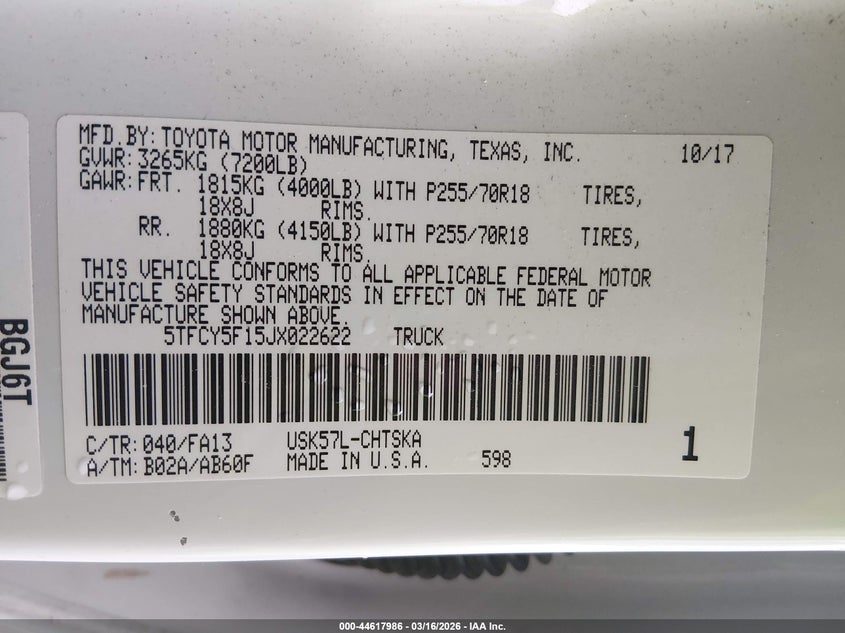 MFD.BY: TOYOTA MOTOR MANUFACTURING, TEXAS, INC. 10/17
GVWR: 3265KG (7200LB)
GAWR: FRT. 1815KG (4000LB) WITH P255/70R18 TIRES,
18X8J RIMS.
RR. 1880KG (4150LB) WITH P255/70R18 TIRES,
18X8J RIMS.
THIS VEHICLE CONFORMS TO ALL APPLICABLE FEDERAL MOTOR
VEHICLE SAFETY STANDARDS IN EFFECT ON THE DATE OF
MANUFACTURE SHOWN ABOVE.
5TFCY5F15JX022622 TRUCK
C/TR: 040/FA13 USK57L-CHTSKA 1
A/TM: B02A/AB60F MADE IN U.S.A. 598
BGJ6T
000-44617986 - 03/16/2026 - IAA Inc.